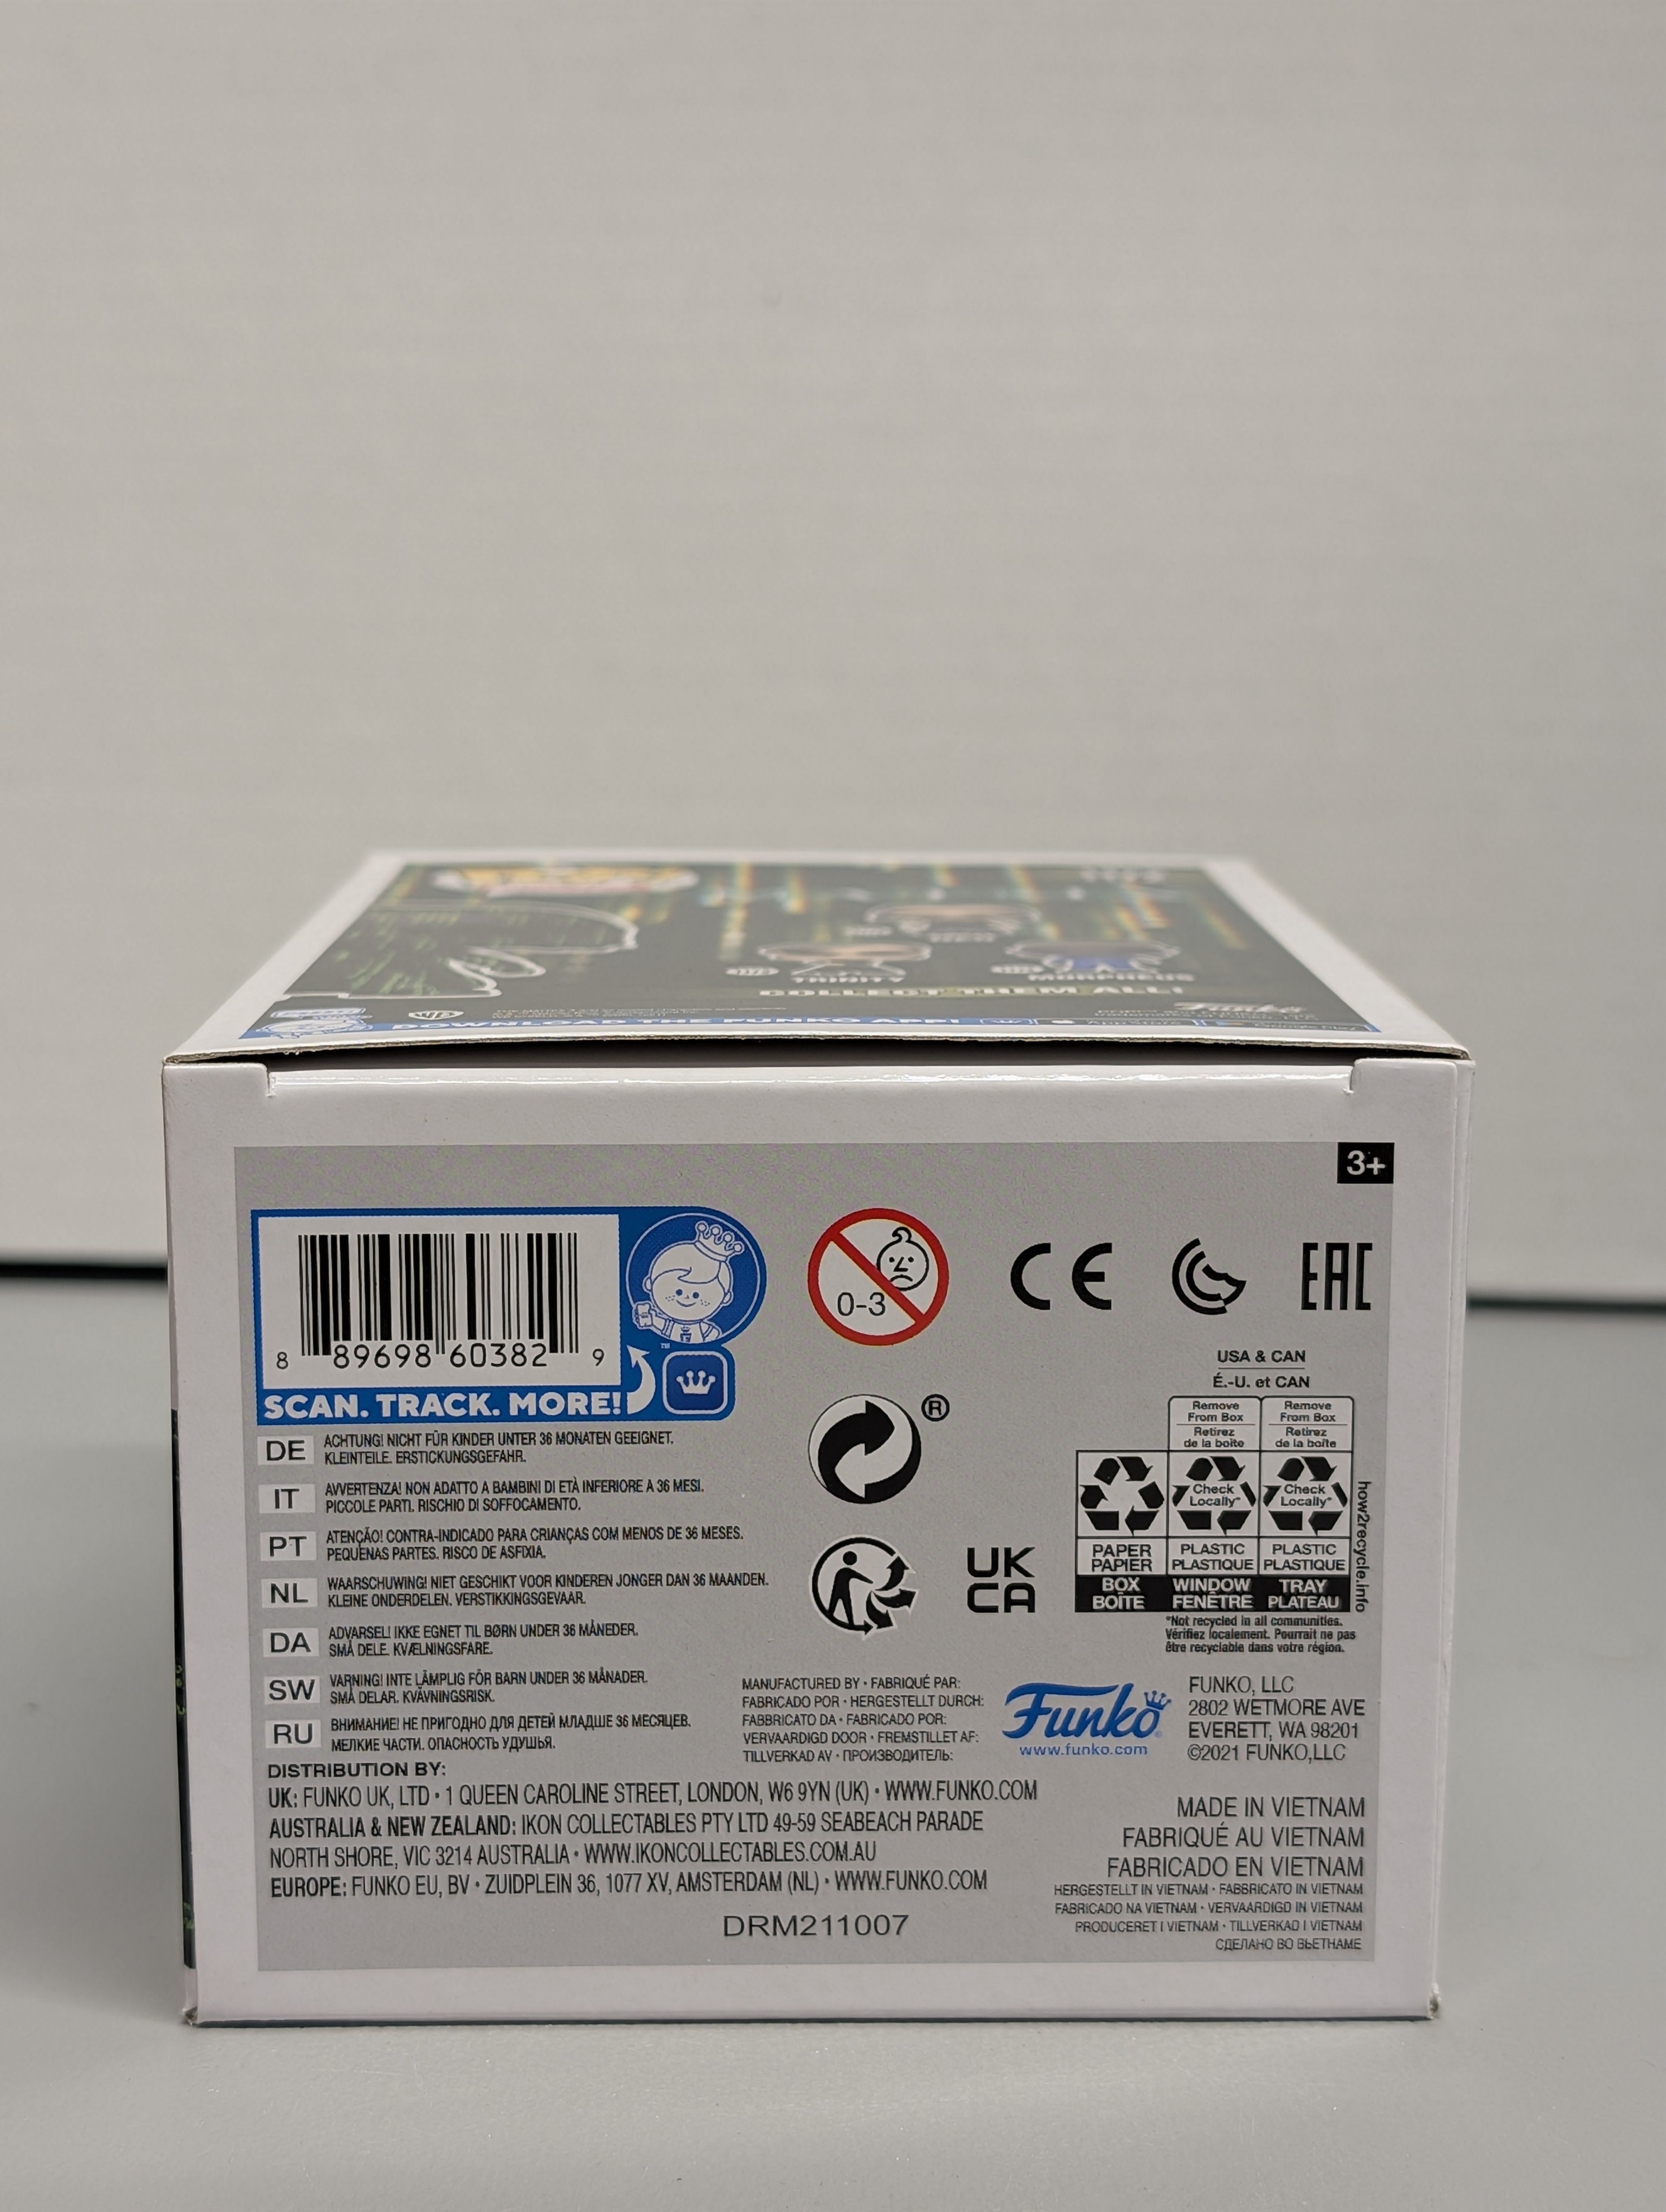 TRINITY
MORPHEUS
COLLECT THEM ALL!
Funko
DOWNLOAD THE FUNKO APP!
3+
8 89698 60382 9
™
SCAN. TRACK. MORE!
0-3
CE
EAC
DE ACHTUNG! NICHT FÜR KINDER UNTER 36 MONATEN GEEIGNET.
KLEINTEILE. ERSTICKUNGSGEFAHR.
IT AVVERTENZA! NON ADATTO A BAMBINI DI ETÀ INFERIORE A 36 MESI.
PICCOLE PARTI. RISCHIO DI SOFFOCAMENTO.
PT ATENÇÃO! CONTRA-INDICADO PARA CRIANÇAS COM MENOS DE 36 MESES.
PEQUENAS PARTES. RISCO DE ASFIXIA.
NL WAARSCHUWING! NIET GESCHIKT VOOR KINDEREN JONGER DAN 36 MAANDEN.
KLEINE ONDERDELEN. VERSTIKKINGSGEVAAR.
DA ADVARSEL! IKKE EGNET TIL BØRN UNDER 36 MÅNEDER.
SMÅ DELE. KVÆLNINGSFARE.
SW VARNING! INTE LÄMPLIG FÖR BARN UNDER 36 MÅNADER.
SMÅ DELAR. KVÄVNINGSRISK.
RU ВНИМАНИЕ! НЕ ПРИГОДНО ДЛЯ ДЕТЕЙ МЛАДШЕ 36 МЕСЯЦЕВ.
МЕЛКИЕ ЧАСТИ. ОПАСНОСТЬ УДУШЬЯ.
®
UK
CA
USA & CAN
É.-U. et CAN
Remove
From Box
Retirez
de la boîte
Remove
From Box
Retirez
de la boîte
Check
Locally*
Check
Locally*
PAPER
PAPIER
PLASTIC
PLASTIQUE
PLASTIC
PLASTIQUE
BOX
BOÎTE
WINDOW
FENÊTRE
TRAY
PLATEAU
how2recycle.info
*Not recycled in all communities.
Vérifiez localement. Pourrait ne pas
être recyclable dans votre région.
MANUFACTURED BY • FABRIQUÉ PAR:
FABRICADO POR • HERGESTELLT DURCH:
FABBRICATO DA • FABRICADO POR:
VERVAARDIGD DOOR • FREMSTILLET AF:
TILLVERKAD AV • ПРОИЗВОДИТЕЛЬ:
Funko
www.funko.com
FUNKO, LLC
2802 WETMORE AVE
EVERETT, WA 98201
©2021 FUNKO,LLC
DISTRIBUTION BY:
UK: FUNKO UK, LTD • 1 QUEEN CAROLINE STREET, LONDON, W6 9YN (UK) • WWW.FUNKO.COM
AUSTRALIA & NEW ZEALAND: IKON COLLECTABLES PTY LTD 49-59 SEABEACH PARADE
NORTH SHORE, VIC 3214 AUSTRALIA • WWW.IKONCOLLECTABLES.COM.AU
EUROPE: FUNKO EU, BV • ZUIDPLEIN 36, 1077 XV, AMSTERDAM (NL) • WWW.FUNKO.COM
DRM211007
MADE IN VIETNAM
FABRIQUÉ AU VIETNAM
FABRICADO EN VIETNAM
HERGESTELLT IN VIETNAM • FABBRICATO IN VIETNAM
FABRICADO NA VIETNAM • VERVAARDIGD IN VIETNAM
PRODUCERET I VIETNAM • TILLVERKAD I VIETNAM
СДЕЛАНО ВО ВЬЕТНАМЕ